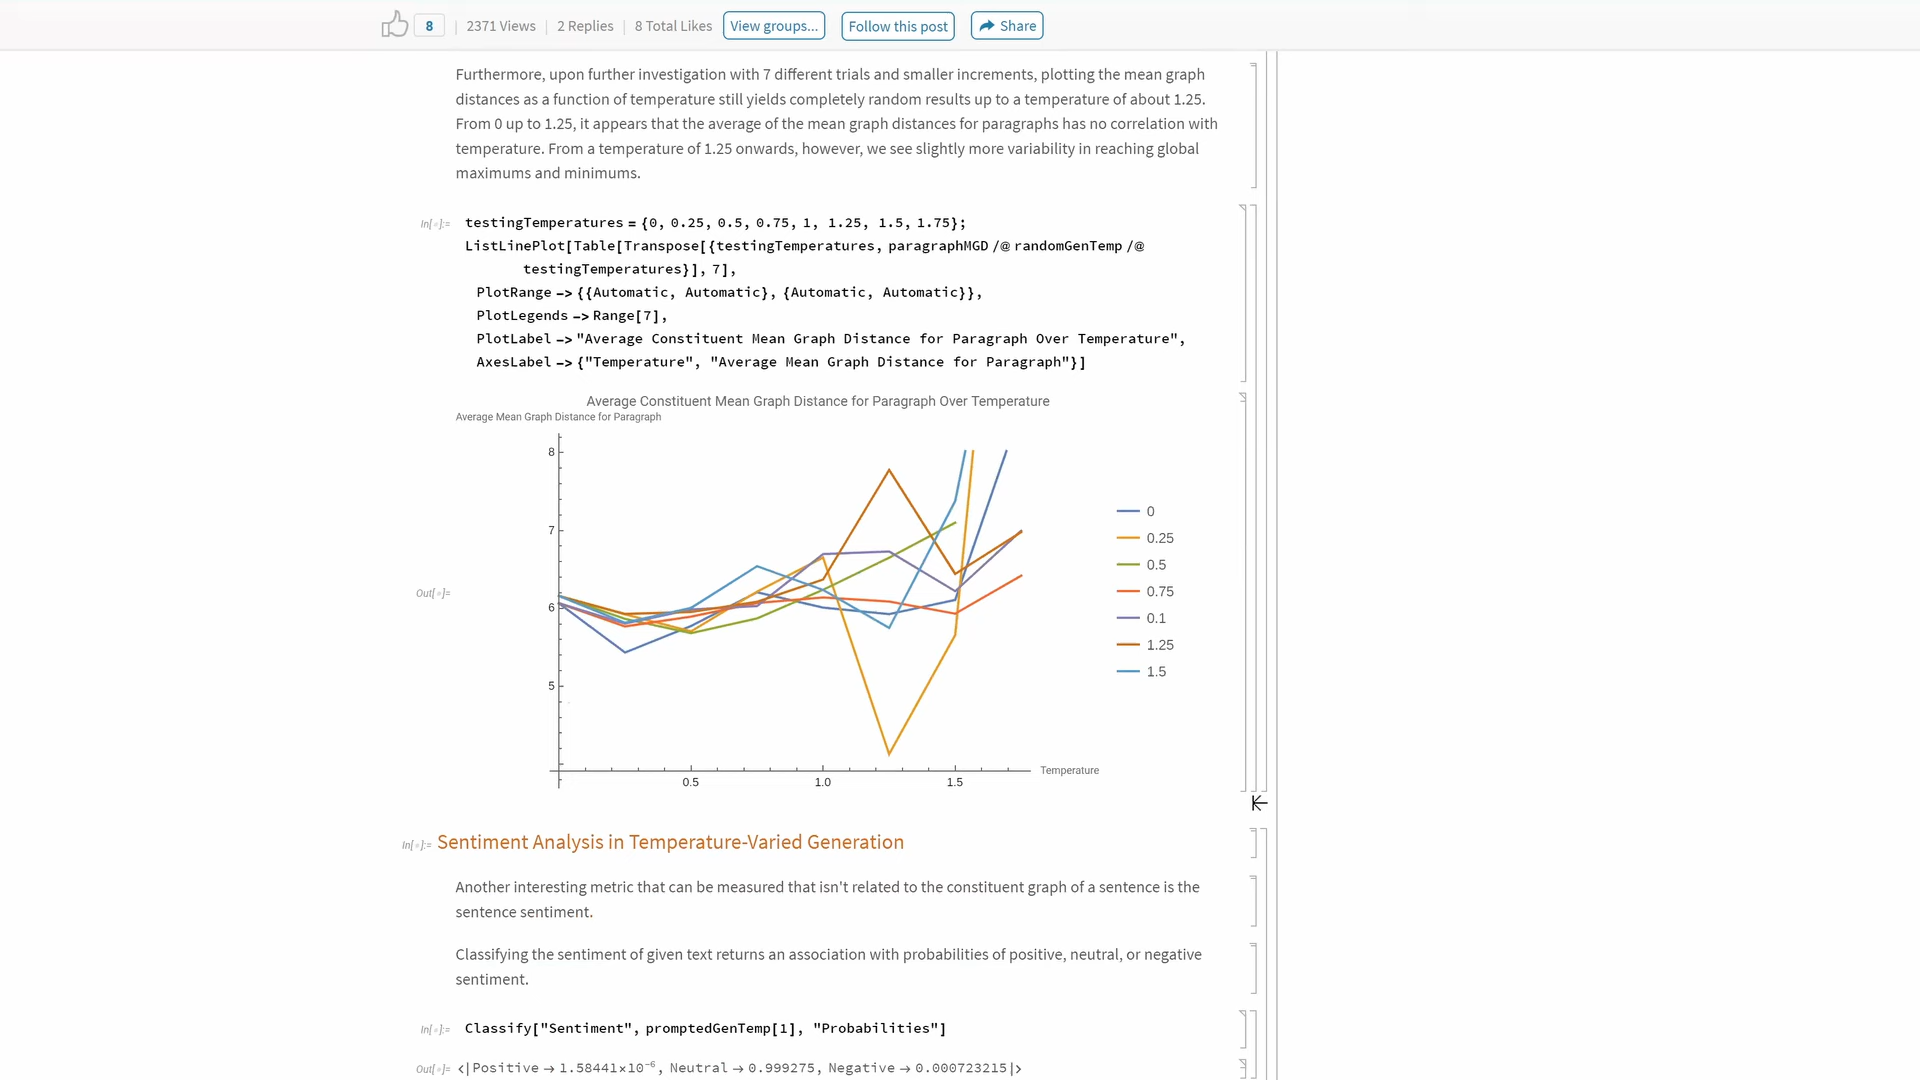 8 | 2371 Views | 2 Replies | 8 Total Likes View groups... Follow this post Share
Furthermore, upon further investigation with 7 different trials and smaller increments, plotting the mean graph
distances as a function of temperature still yields completely random results up to a temperature of about 1.25.
From 0 up to 1.25, it appears that the average of the mean graph distances for paragraphs has no correlation with
temperature. From a temperature of 1.25 onwards, however, we see slightly more variability in reaching global
maximums and minimums.
In[∘]:= testingTemperatures = {0, 0.25, 0.5, 0.75, 1, 1.25, 1.5, 1.75};
ListLinePlot[Table[Transpose[{testingTemperatures, paragraphMGD /@ randomGenTemp /@
testingTemperatures}], 7],
PlotRange -> {{Automatic, Automatic}, {Automatic, Automatic}},
PlotLegends -> Range[7],
PlotLabel -> "Average Constituent Mean Graph Distance for Paragraph Over Temperature",
AxesLabel -> {"Temperature", "Average Mean Graph Distance for Paragraph"}]
Average Constituent Mean Graph Distance for Paragraph Over Temperature
Average Mean Graph Distance for Paragraph
8
7
6
5
Out[∘]=
0.5 1.0 1.5
Temperature
0
0.25
0.5
0.75
0.1
1.25
1.5
In[∘]:= Sentiment Analysis in Temperature-Varied Generation
Another interesting metric that can be measured that isn't related to the constituent graph of a sentence is the
sentence sentiment.
Classifying the sentiment of given text returns an association with probabilities of positive, neutral, or negative
sentiment.
In[∘]:= Classify["Sentiment", promptedGenTemp[1], "Probabilities"]
Out[∘]= <|Positive → 1.58441×10⁻⁶, Neutral → 0.999275, Negative → 0.000723215|>